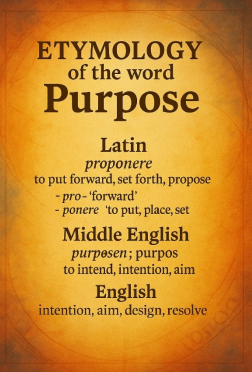 ETYMOLOGY
of the word
Purpose
Latin
proponere
to put forward, set forth, propose
- pro- ‘forward’
- ponere ‘to put, place, set
Middle English
purposen; purpos
to intend, intention, aim
English
intention, aim, design, resolve